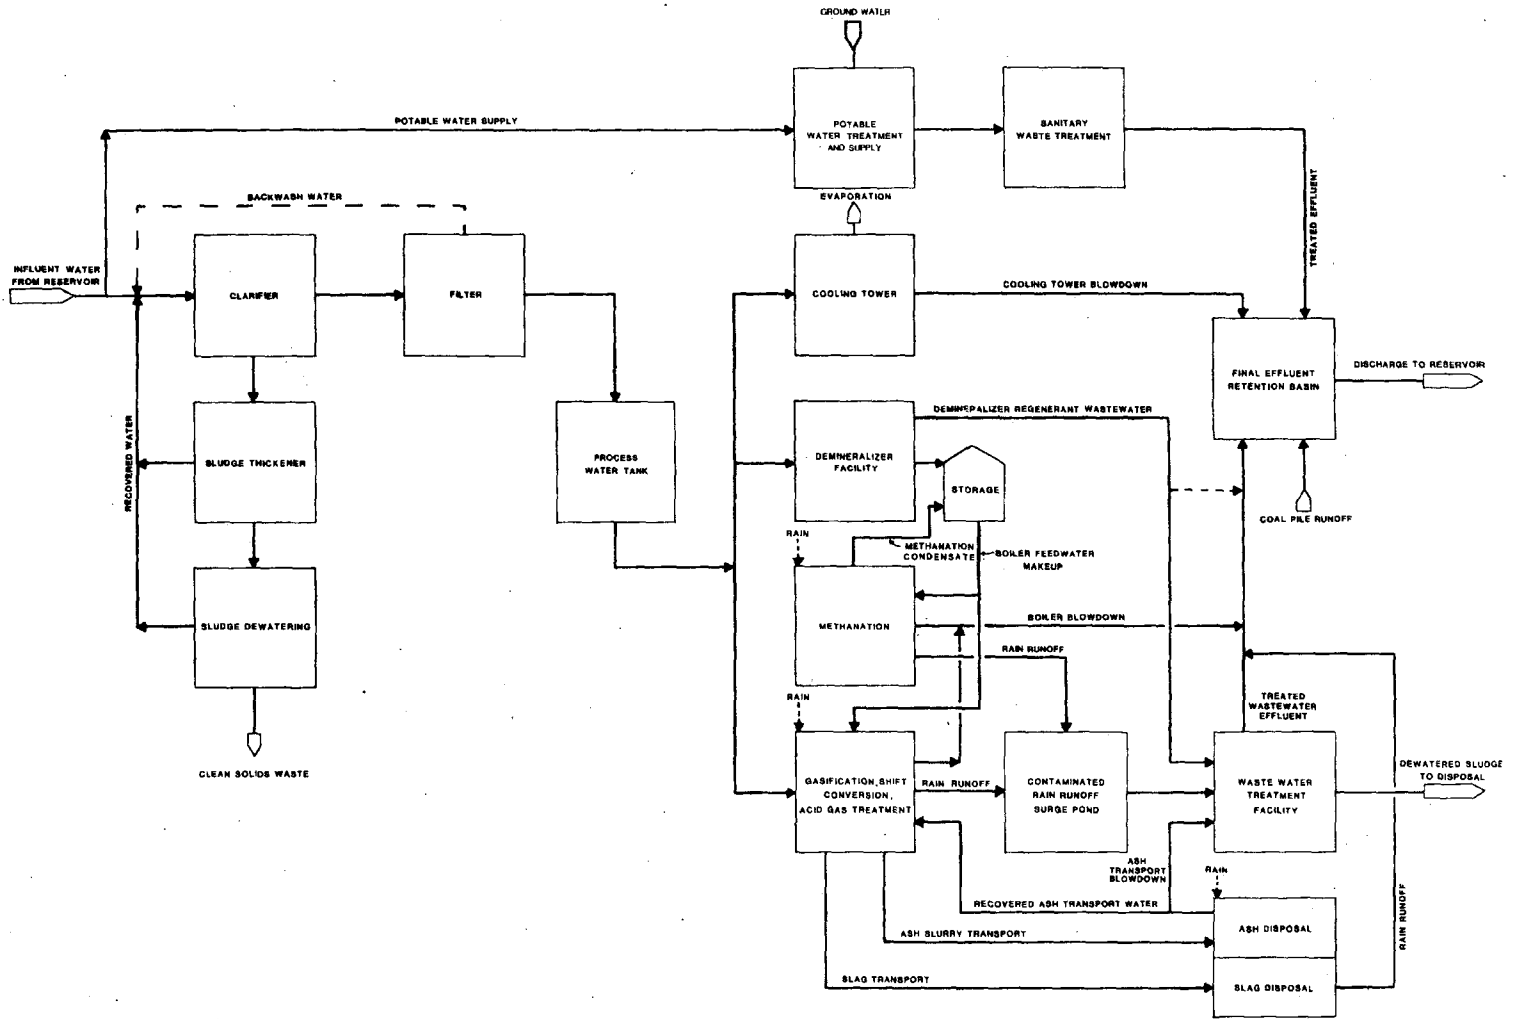 GROUND WATER
POTABLE
WATER TREATMENT
AND SUPPLY
SANITARY
WASTE TREATMENT
POTABLE WATER SUPPLY
BACKWASH WATER
EVAPORATION
TREATED EFFLUENT
INFLUENT WATER
FROM RESERVOIR
CLARIFIER
FILTER
COOLING TOWER
COOLING TOWER BLOWDOWN
FINAL EFFLUENT
RETENTION BASIN
DISCHARGE TO RESERVOIR
DEMINEPALIZER REGENERANT WASTEWATER
RECOVERED WATER
SLUDGE THICKENER
PROCESS
WATER TANK
DEMINERALIZER
FACILITY
STORAGE
COAL PILE RUNOFF
RAIN
METHANATION
CONDENSATE
BOILER FEEDWATER
MAKEUP
SLUDGE DEWATERING
METHANATION
BOILER BLOWDOWN
RAIN RUNOFF
RAIN
TREATED
WASTEWATER
EFFLUENT
CLEAN SOLIDS WASTE
GASIFICATION, SHIFT
CONVERSION,
ACID GAS TREATMENT
RAIN RUNOFF
CONTAMINATED
RAIN RUNOFF
SURGE POND
WASTE WATER
TREATMENT
FACILITY
DEWATERED SLUDGE
TO DISPOSAL
ASH
TRANSPORT
BLOWDOWN
RAIN
RECOVERED ASH TRANSPORT WATER
ASH SLURRY TRANSPORT
ASH DISPOSAL
RAIN RUNOFF
SLAG TRANSPORT
SLAG DISPOSAL